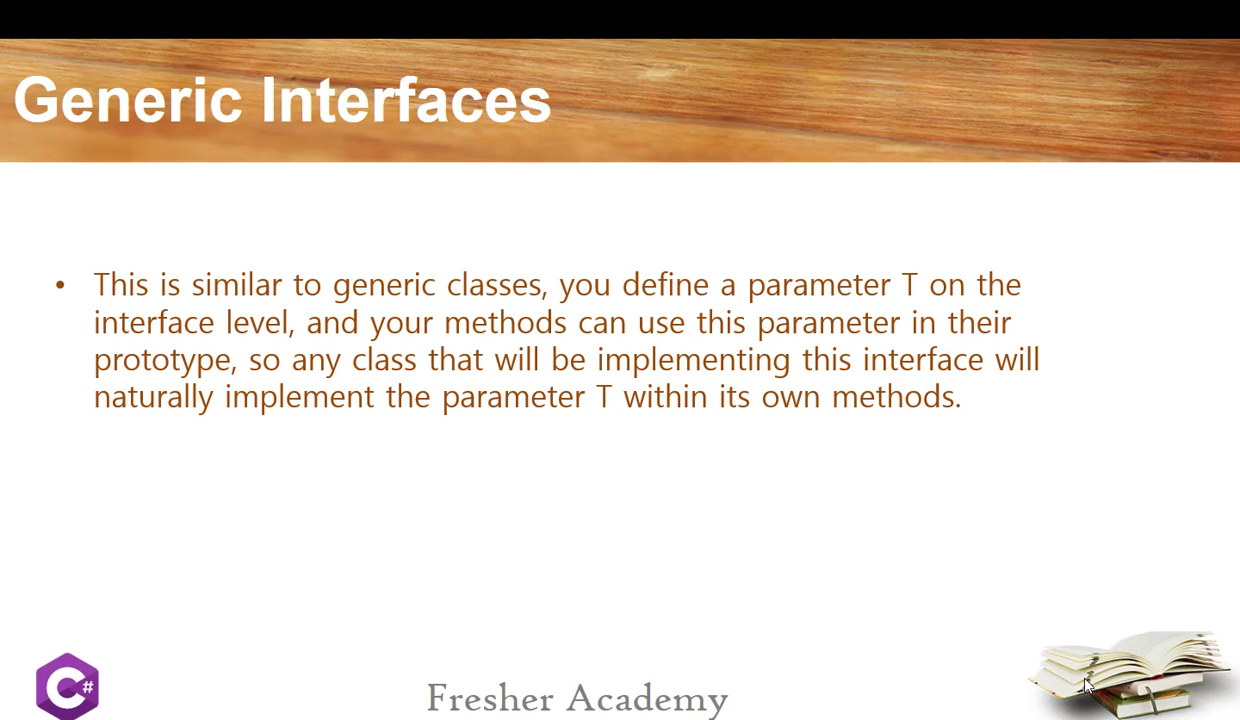 Generic Interfaces
• This is similar to generic classes, you define a parameter T on the
interface level, and your methods can use this parameter in their
prototype, so any class that will be implementing this interface will
naturally implement the parameter T within its own methods.
C#
Fresher Academy